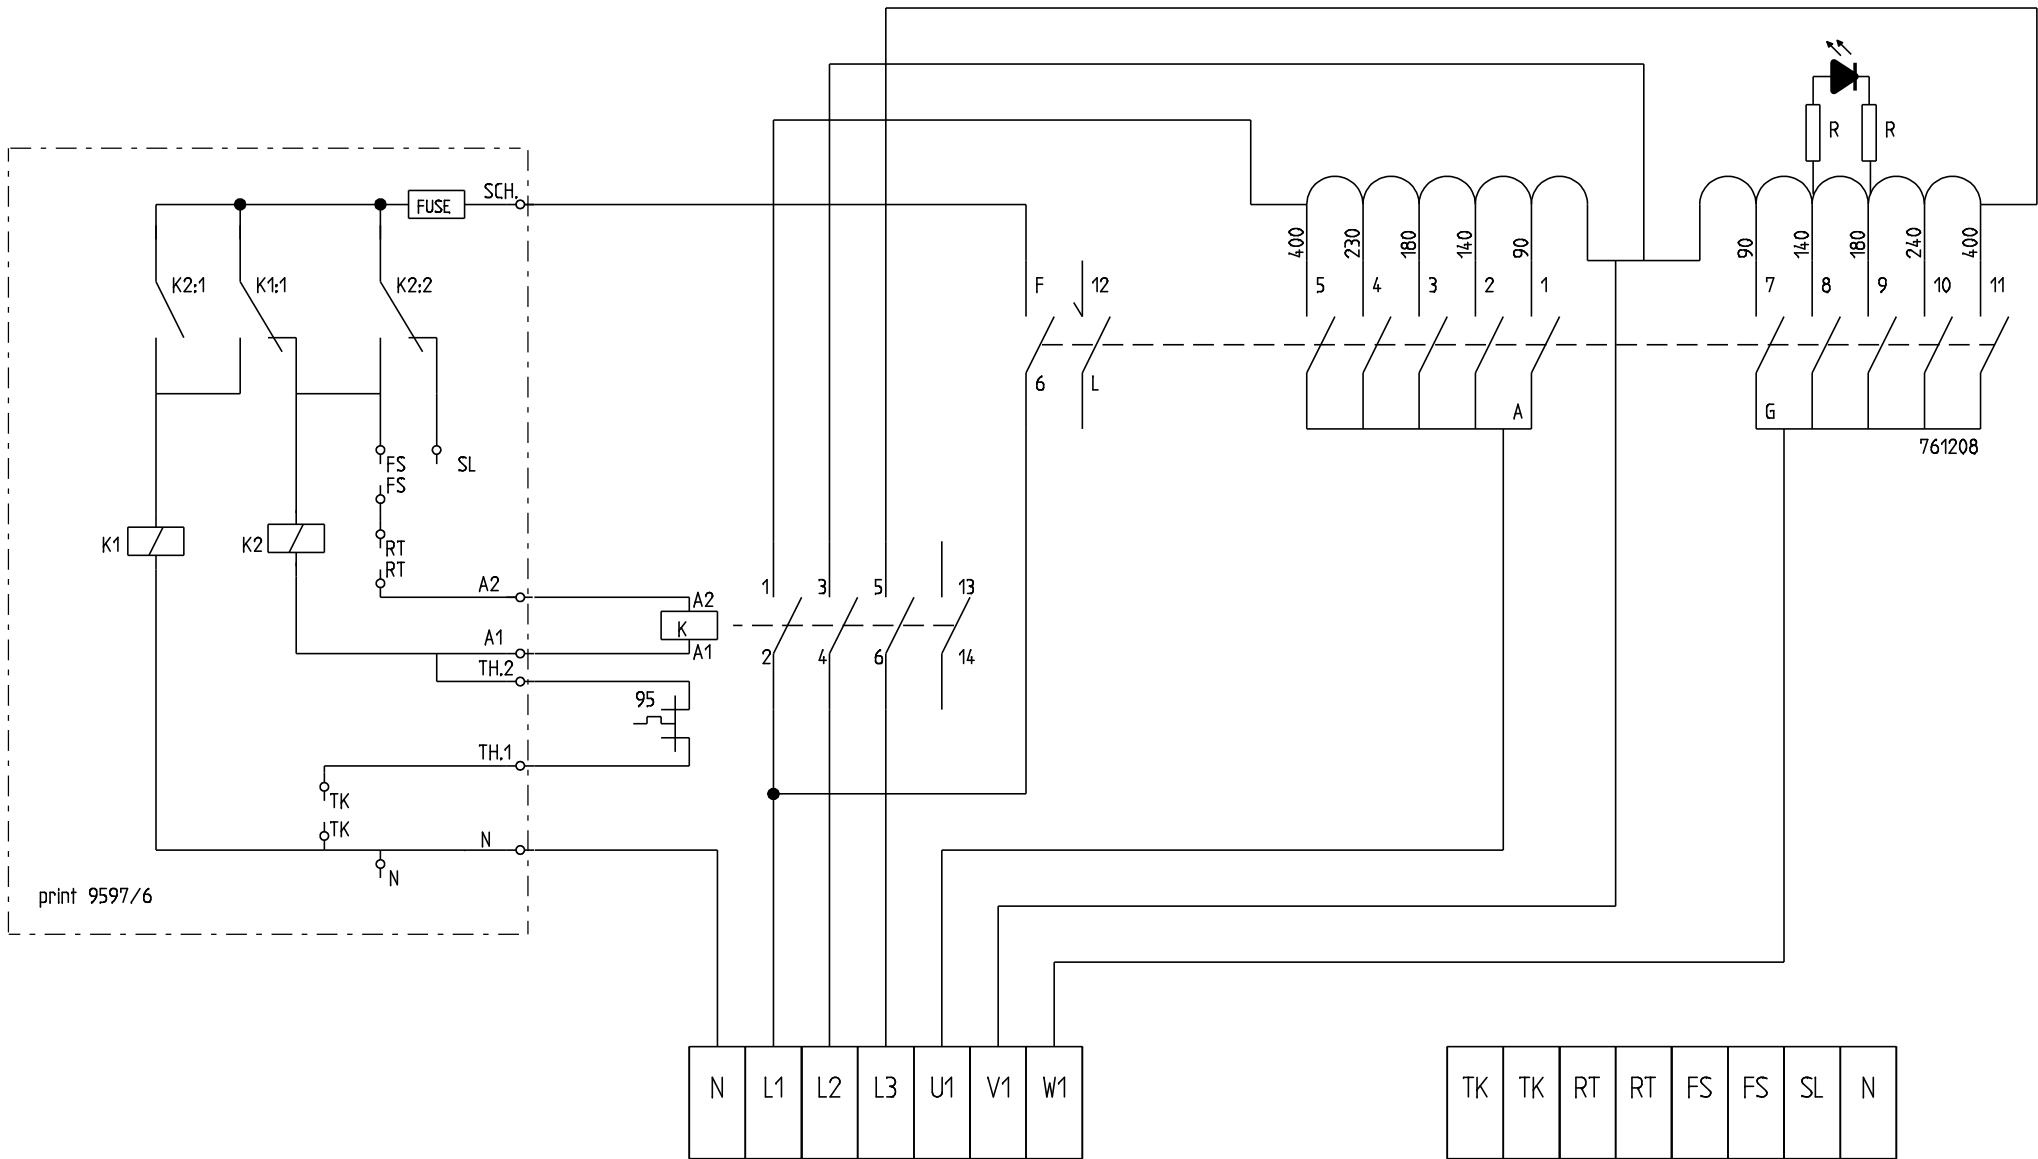 R R
SCH.
FUSE
400 230 180 140 90 90 140 180 240 400
K2:1 K1:1 K2:2 F 12 5 4 3 2 1 7 8 9 10 11
6 L
A G
761208
FS SL
FS
K1 K2 RT
RT
A2 1 3 5 13
A2
K
A1 A1 2 4 6 14
TH.2
95
TH.1
TK
TK N
N
print 9597/6
N L1 L2 L3 U1 V1 W1 TK TK RT RT FS FS SL N